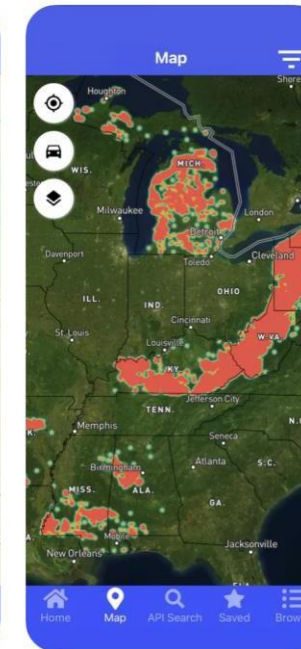 Map
Shore
Houghton
WIS.
MICH.
Milwaukee
London
Detroit
Davenport
Toledo
Cleveland
ILL.
IND.
OHIO
Cincinnati
St. Louis
Louisville
W.VA.
KY.
Jefferson City
TENN.
Memphis
Seneca
Birmingham
Atlanta
S.C.
MISS.
ALA.
GA.
Mobile
Jacksonville
New Orleans
Home
Map
API Search
Saved
Brow